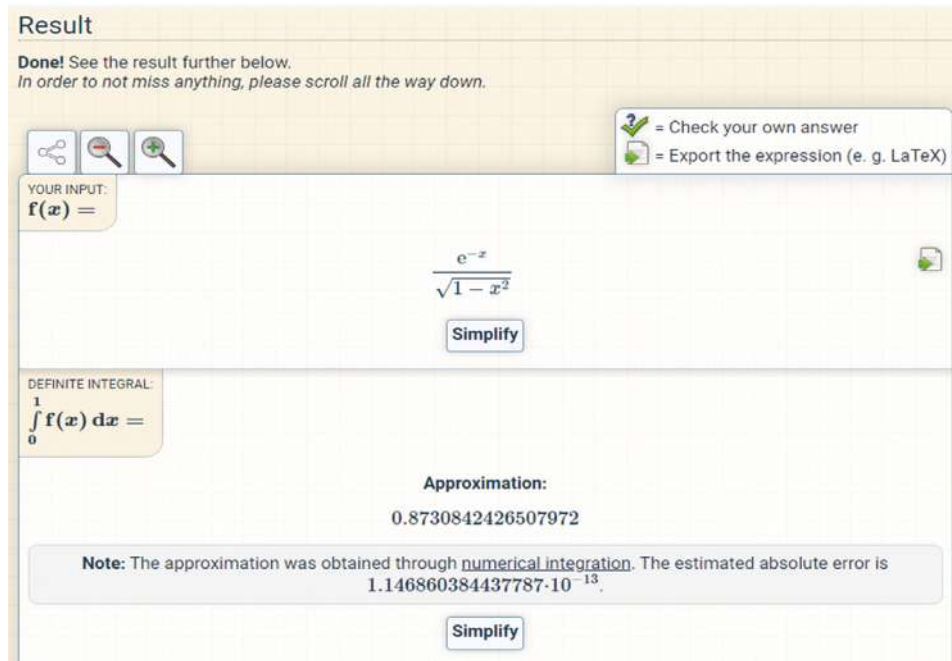 Result
Done! See the result further below.
In order to not miss anything, please scroll all the way down.
= Check your own answer
= Export the expression (e. g. LaTeX)
YOUR INPUT:
f(x) =
e^{-x}
√(1 − x²)
Simplify
DEFINITE INTEGRAL:
1
∫ f(x) dx =
0
Approximation:
0.8730842426507972
Note: The approximation was obtained through numerical integration. The estimated absolute error is
1.146860384437787·10^{−13}.
Simplify